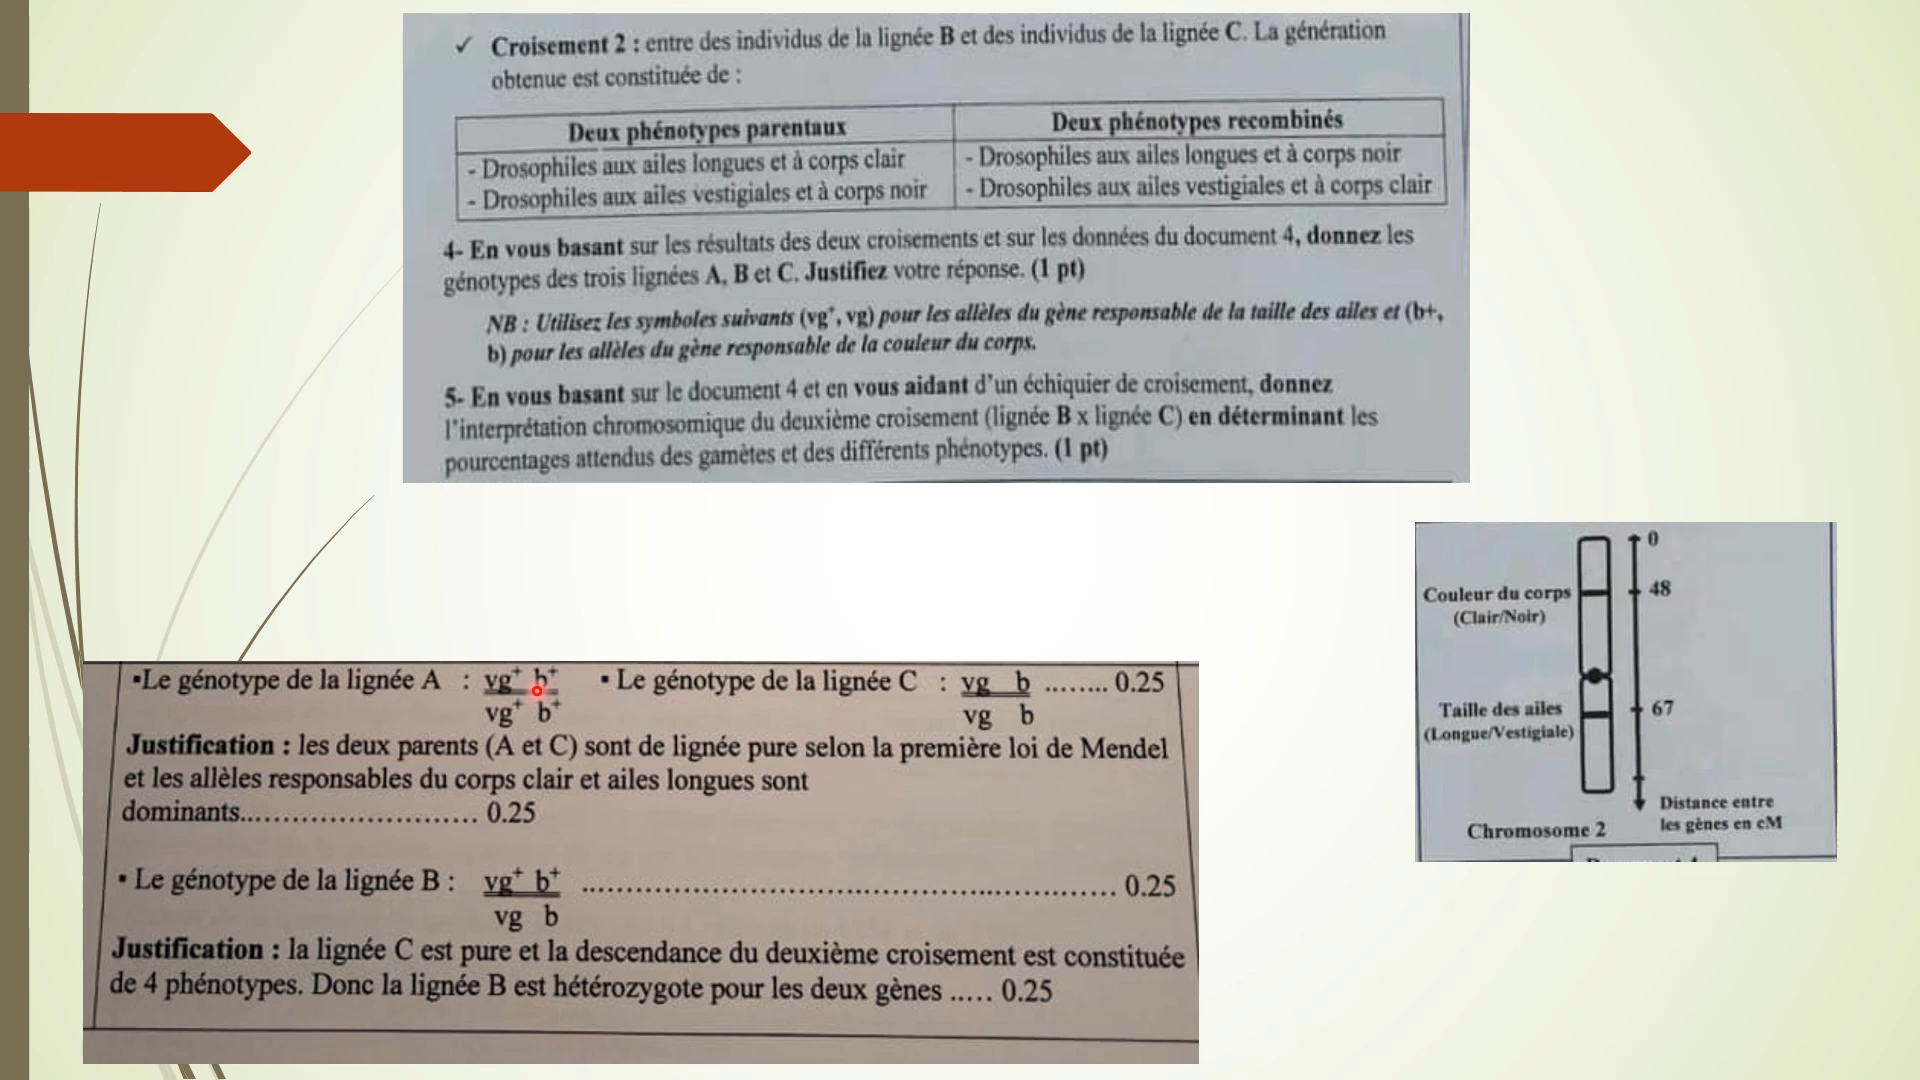 ✓ Croisement 2 : entre des individus de la lignée B et des individus de la lignée C. La génération
obtenue est constituée de :
Deux phénotypes parentaux
Deux phénotypes recombinés
- Drosophiles aux ailes longues et à corps clair
- Drosophiles aux ailes longues et à corps noir
- Drosophiles aux ailes vestigiales et à corps noir
- Drosophiles aux ailes vestigiales et à corps clair
4- En vous basant sur les résultats des deux croisements et sur les données du document 4, donnez les
génotypes des trois lignées A, B et C. Justifiez votre réponse. (1 pt)
NB : Utilisez les symboles suivants (vg⁺, vg) pour les allèles du gène responsable de la taille des ailes et (b+,
b) pour les allèles du gène responsable de la couleur du corps.
5- En vous basant sur le document 4 et en vous aidant d'un échiquier de croisement, donnez
l'interprétation chromosomique du deuxième croisement (lignée B x lignée C) en déterminant les
pourcentages attendus des gamètes et des différents phénotypes. (1 pt)
0
Couleur du corps
48
(Clair/Noir)
Taille des ailes
67
(Longue/Vestigiale)
Distance entre
les gènes en cM
Chromosome 2
▪Le génotype de la lignée A : vg⁺ b⁺ ▪ Le génotype de la lignée C : vg b ........ 0.25
vg⁺ b⁺ vg b
Justification : les deux parents (A et C) sont de lignée pure selon la première loi de Mendel
et les allèles responsables du corps clair et ailes longues sont
dominants......................... 0.25
▪ Le génotype de la lignée B : vg⁺ b⁺ ........................................................ 0.25
vg b
Justification : la lignée C est pure et la descendance du deuxième croisement est constituée
de 4 phénotypes. Donc la lignée B est hétérozygote pour les deux gènes ..... 0.25